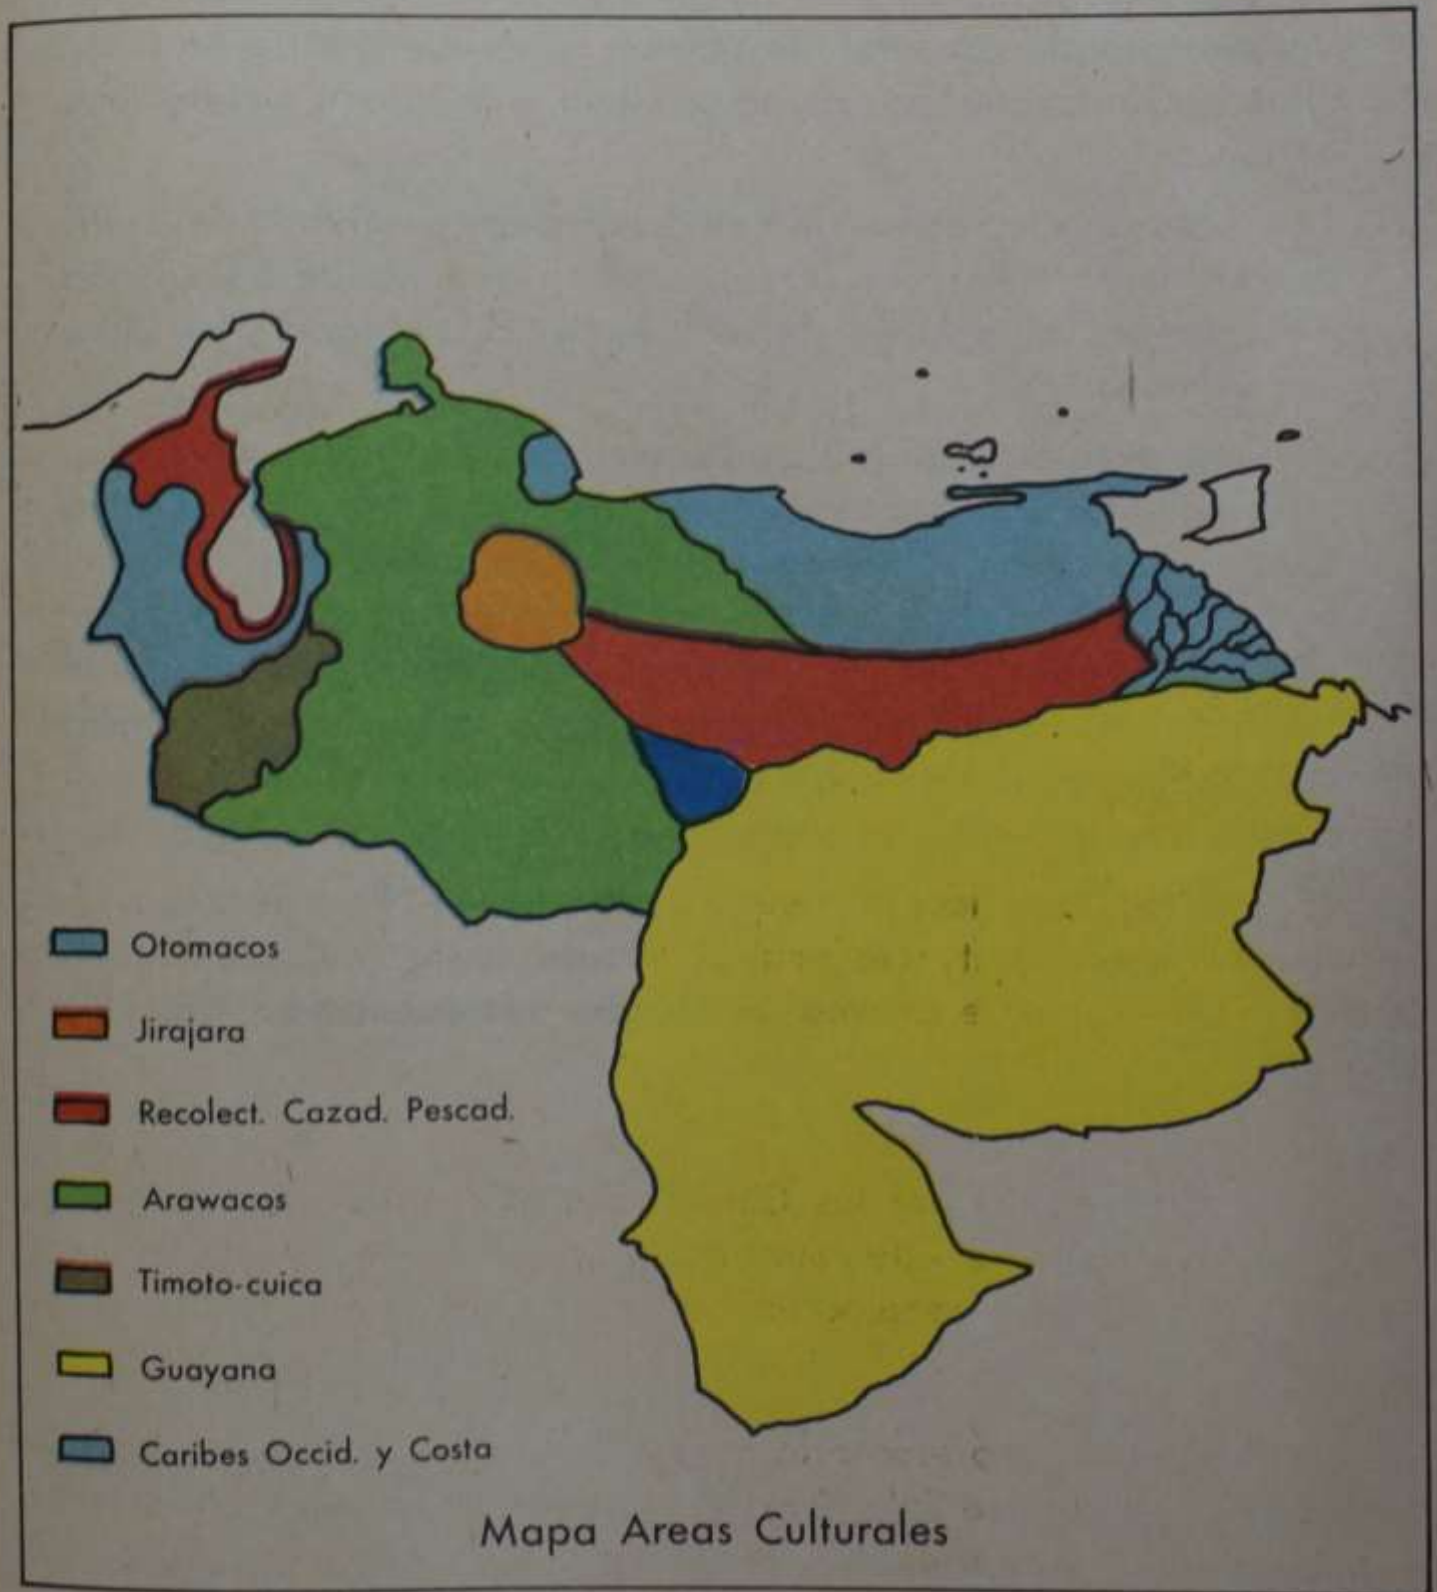 Otomacos
Jirajara
Recolect. Cazad. Pescad.
Arawacos
Timoto-cuica
Guayana
Caribes Occid. y Costa
Mapa Areas Culturales